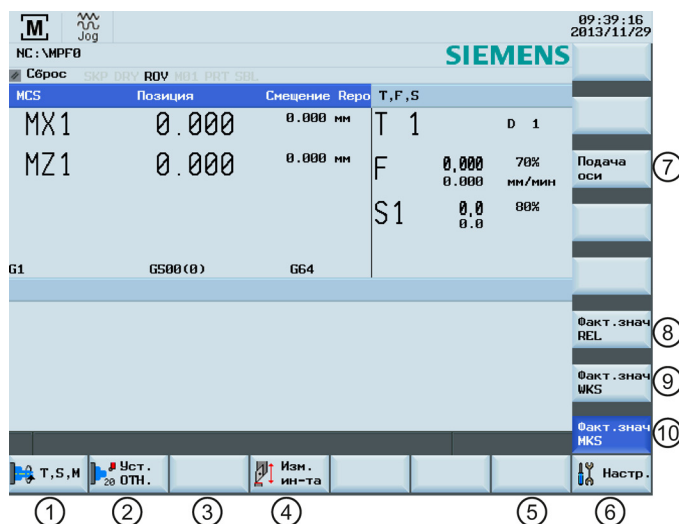 M
Jog
09:39:16
2013/11/29
NC:\MPF0
SIEMENS
Сброс SKP DRY ROV M01 PRT SBL
MCS Позиция Смещение Repo T,F,S
MX1 0.000 0.000 мм T 1 D 1
MZ1 0.000 0.000 мм F 0,000 70%
0.000 мм/мин
S1 0,0 80%
0.0
Подача
оси
7
G1 G500(0) G64
Факт.знач
REL
8
Факт.знач
WKS
9
Факт.знач
MKS
10
T,S,M
Уст.
20 ОТН.
Изм.
ин-та
Настр.
1 2 3 4 5 6